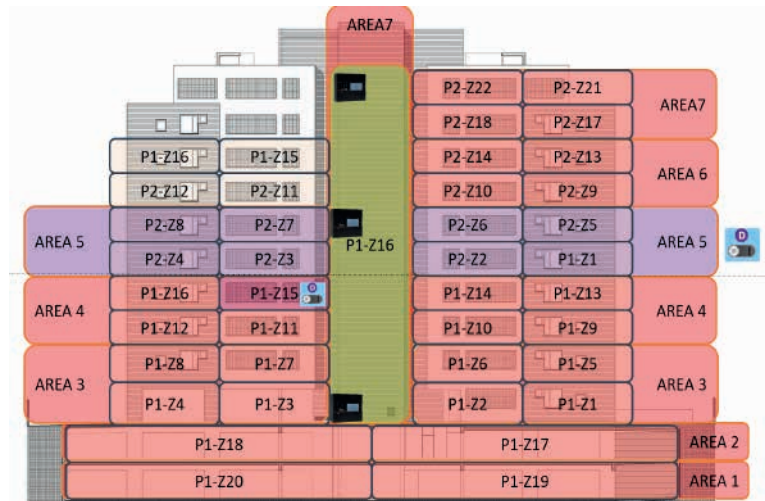 AREA7
P2-Z22 P2-Z21
AREA7
P2-Z18 P2-Z17
P1-Z16 P1-Z15 P2-Z14 P2-Z13
AREA 6
P2-Z12 P2-Z11 P2-Z10 P2-Z9
P2-Z8 P2-Z7 P2-Z6 P2-Z5
AREA 5 P1-Z16 AREA 5
D
P2-Z4 P2-Z3 P2-Z2 P1-Z1
P1-Z16 P1-Z15 D P1-Z14 P1-Z13
AREA 4 AREA 4
P1-Z12 P1-Z11 P1-Z10 P1-Z9
P1-Z8 P1-Z7 P1-Z6 P1-Z5
AREA 3 AREA 3
P1-Z4 P1-Z3 P1-Z2 P1-Z1
P1-Z18 P1-Z17 AREA 2
P1-Z20 P1-Z19 AREA 1